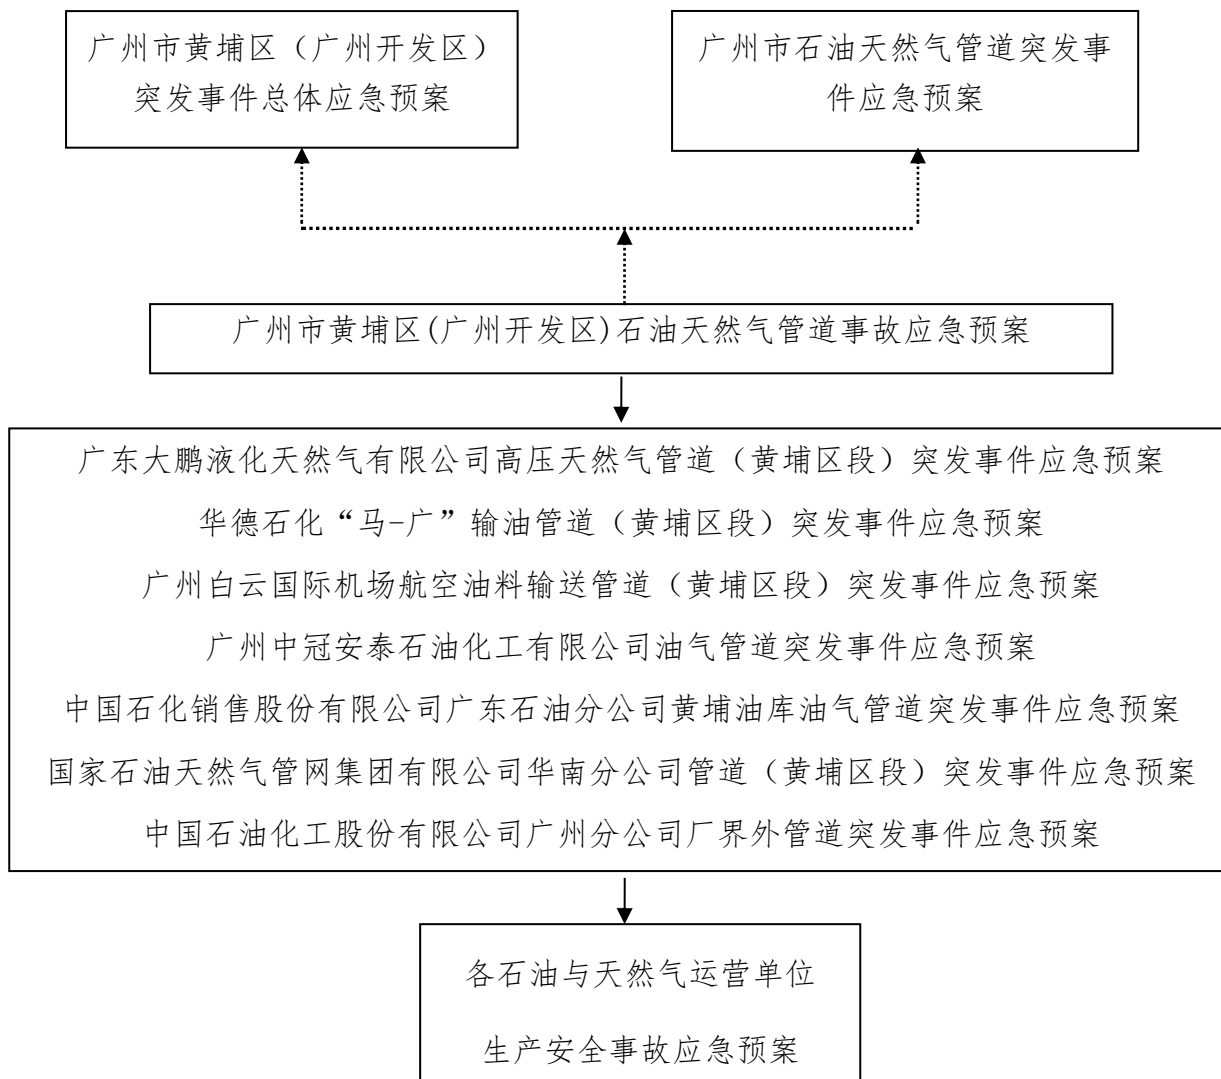 广州市黄埔区（广州开发区）
突发事件总体应急预案
广州市石油天然气管道突发事
件应急预案
广州市黄埔区(广州开发区)石油天然气管道事故应急预案
广东大鹏液化天然气有限公司高压天然气管道（黄埔区段）突发事件应急预案
华德石化“马-广”输油管道（黄埔区段）突发事件应急预案
广州白云国际机场航空油料输送管道（黄埔区段）突发事件应急预案
广州中冠安泰石油化工有限公司油气管道突发事件应急预案
中国石化销售股份有限公司广东石油分公司黄埔油库油气管道突发事件应急预案
国家石油天然气管网集团有限公司华南分公司管道（黄埔区段）突发事件应急预案
中国石油化工股份有限公司广州分公司厂界外管道突发事件应急预案
各石油与天然气运营单位
生产安全事故应急预案